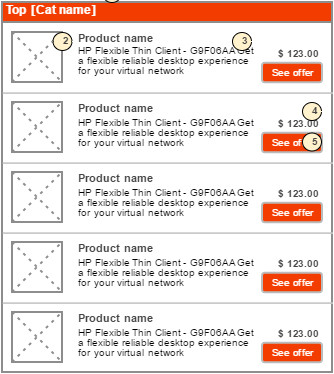 Top [Cat name]
2
Product name
3
HP Flexible Thin Client - G9F06AA Get
a flexible reliable desktop experience
for your virtual network
$ 123.00
See offer
4
Product name
HP Flexible Thin Client - G9F06AA Get
a flexible reliable desktop experience
for your virtual network
$ 123.00
See offer
5
Product name
HP Flexible Thin Client - G9F06AA Get
a flexible reliable desktop experience
for your virtual network
$ 123.00
See offer
Product name
HP Flexible Thin Client - G9F06AA Get
a flexible reliable desktop experience
for your virtual network
$ 123.00
See offer
Product name
HP Flexible Thin Client - G9F06AA Get
a flexible reliable desktop experience
for your virtual network
$ 123.00
See offer